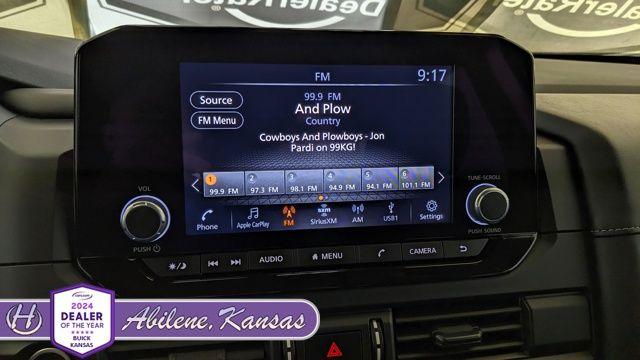 DealerRater
DealerRater
FM
9:17
Source
FM Menu
99.9 FM
And Plow
Country
Cowboys And Plowboys - Jon
Pardi on 99KG!
1
99.9 FM
2
97.3 FM
3
98.1 FM
4
94.9 FM
5
94.1 FM
6
101.1 FM
Phone
Apple CarPlay
FM
sxm
SiriusXM
AM
USB1
Settings
VOL
PUSH
TUNE·SCROLL
PUSH SOUND
AUDIO
MENU
CAMERA
H
2024
DEALER
OF THE YEAR
BUICK
KANSAS
Abilene, Kansas